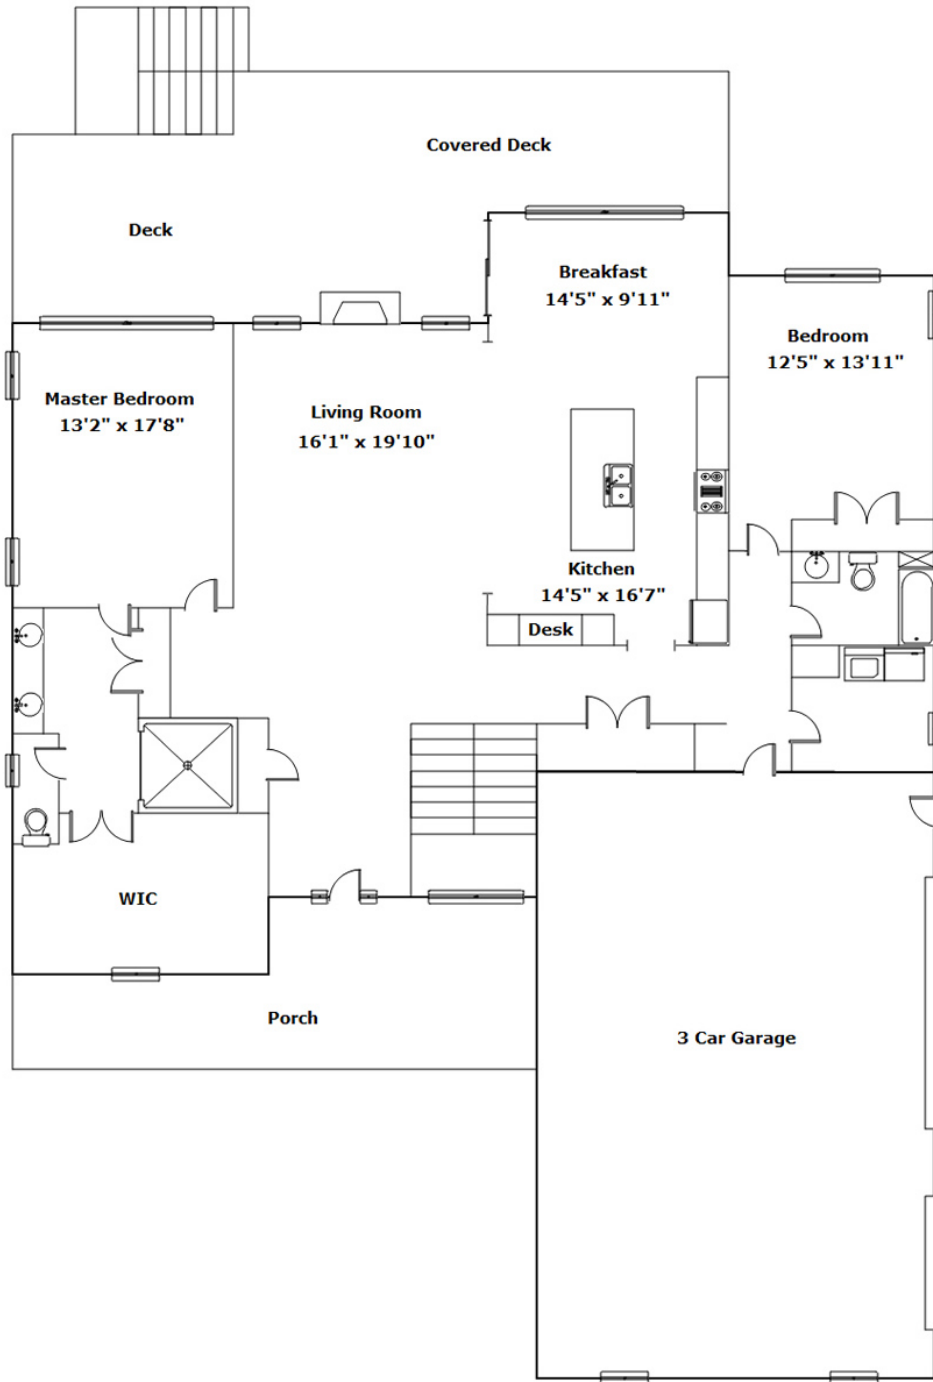 Covered Deck
Deck
Breakfast
14'5" x 9'11"
Bedroom
12'5" x 13'11"
Master Bedroom
13'2" x 17'8"
Living Room
16'1" x 19'10"
Kitchen
14'5" x 16'7"
Desk
WIC
Porch
3 Car Garage